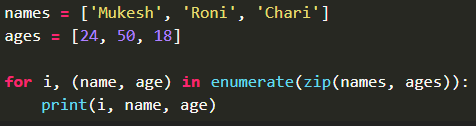 names = ['Mukesh', 'Roni', 'Chari']
ages = [24, 50, 18]
for i, (name, age) in enumerate(zip(names, ages)):
    print(i, name, age)